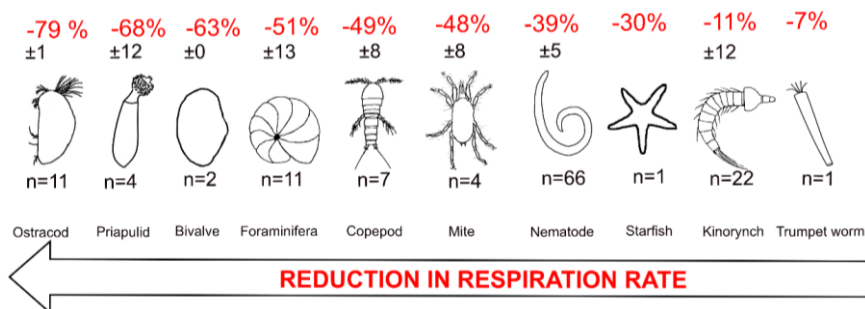 -79 % -68% -63% -51% -49% -48% -39% -30% -11% -7%
±1 ±12 ±0 ±13 ±8 ±8 ±5 ±12
n=11 n=4 n=2 n=11 n=7 n=4 n=66 n=1 n=22 n=1
Ostracod Priapulid Bivalve Foraminifera Copepod Mite Nematode Starfish Kinorynch Trumpet worm
REDUCTION IN RESPIRATION RATE